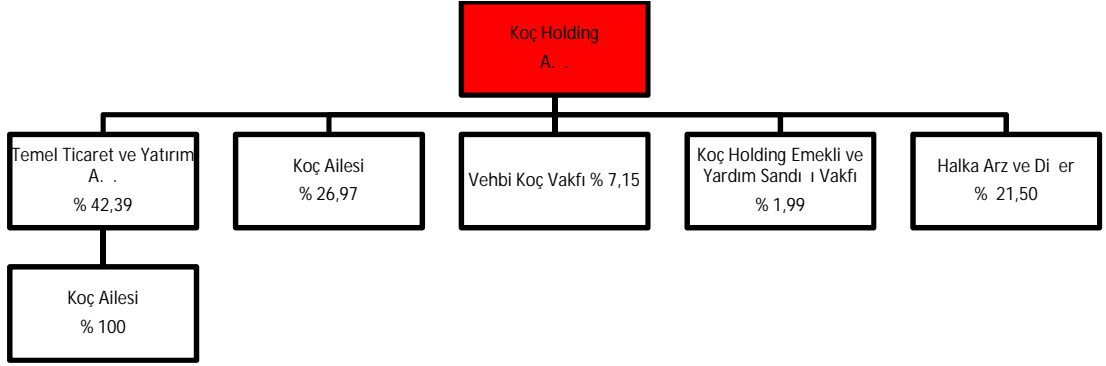 Koç Holding
A. .
Temel Ticaret ve Yatırım
A. .
% 42,39
Koç Ailesi
% 26,97
Vehbi Koç Vakfı % 7,15
Koç Holding Emekli ve
Yardım Sandı ı Vakfı
% 1,99
Halka Arz ve Di er
% 21,50
Koç Ailesi
% 100